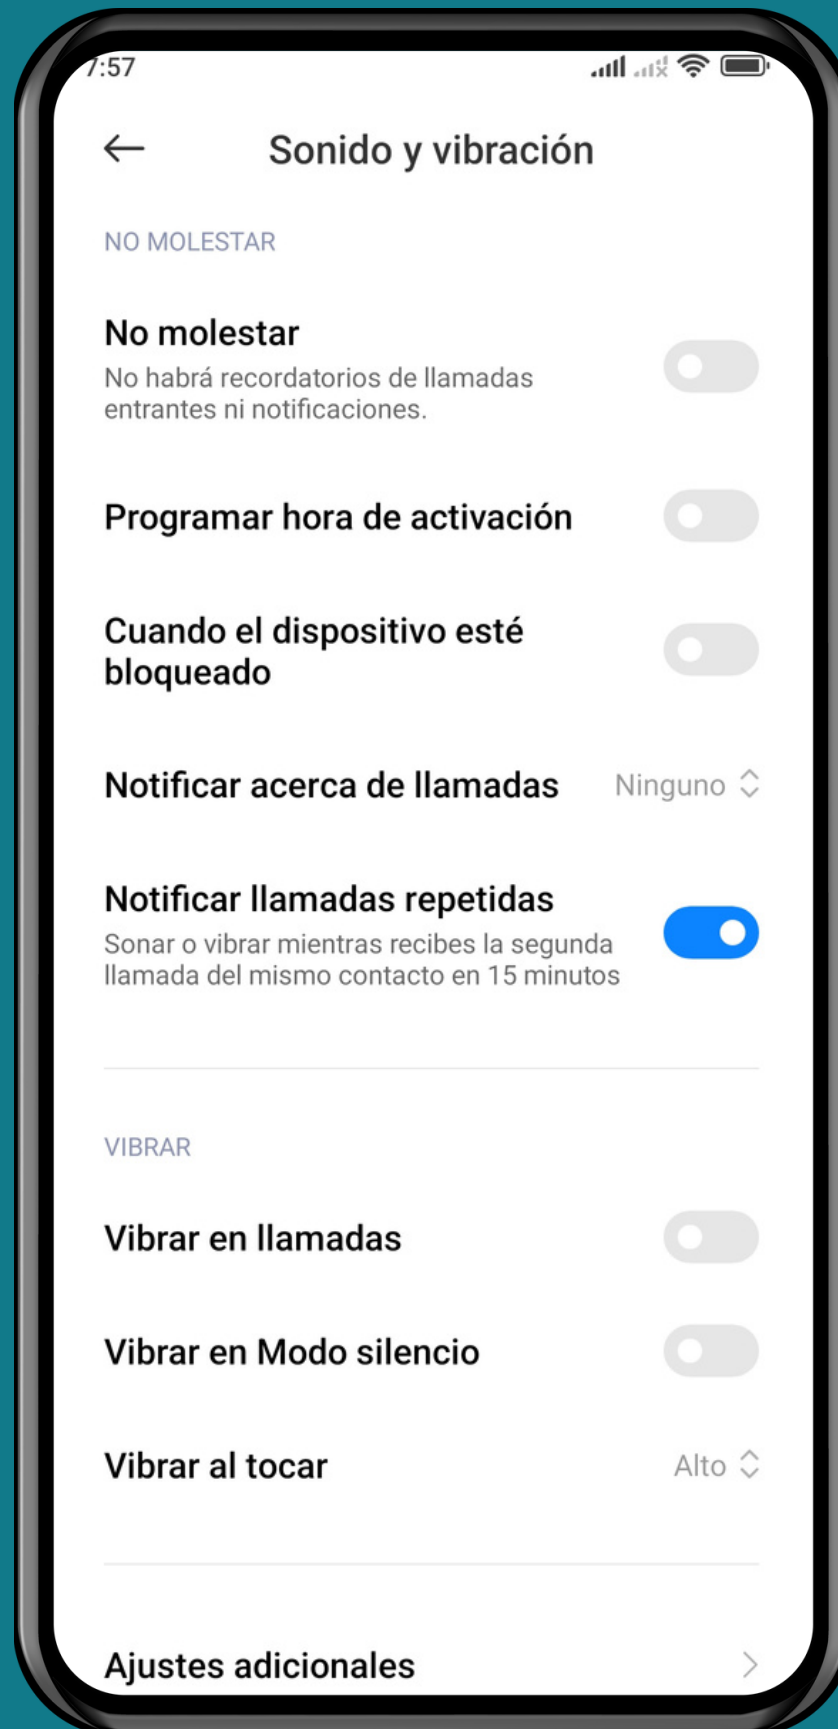 7:57
Sonido y vibración
NO MOLESTAR
No molestar
No habrá recordatorios de llamadas
entrantes ni notificaciones.
Programar hora de activación
Cuando el dispositivo esté
bloqueado
Notificar acerca de llamadas Ninguno
Notificar llamadas repetidas
Sonar o vibrar mientras recibes la segunda
llamada del mismo contacto en 15 minutos
VIBRAR
Vibrar en llamadas
Vibrar en Modo silencio
Vibrar al tocar Alto
Ajustes adicionales